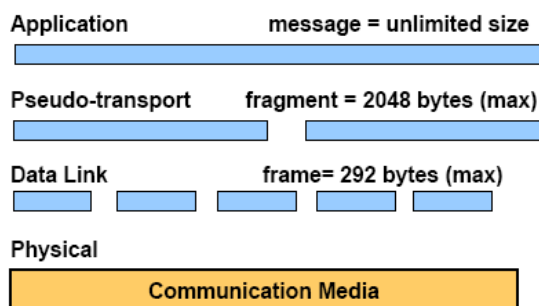 Application message = unlimited size
Pseudo-transport fragment = 2048 bytes (max)
Data Link frame= 292 bytes (max)
Physical
Communication Media